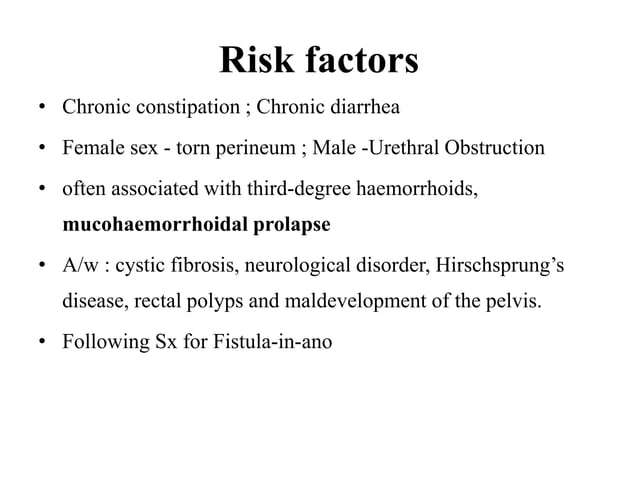 Risk factors
• Chronic constipation ; Chronic diarrhea
• Female sex - torn perineum ; Male -Urethral Obstruction
• often associated with third-degree haemorrhoids,
mucohaemorrhoidal prolapse
• A/w : cystic fibrosis, neurological disorder, Hirschsprung’s
disease, rectal polyps and maldevelopment of the pelvis.
• Following Sx for Fistula-in-ano